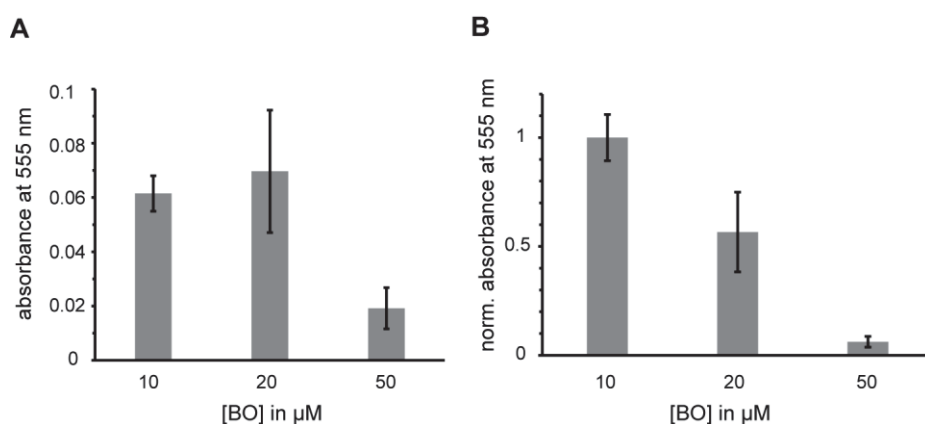 A
absorbance at 555 nm
0.1
0.08
0.06
0.04
0.02
0
10 20 50
[BO] in µM
B
norm. absorbance at 555 nm
1
0.5
0
10 20 50
[BO] in µM